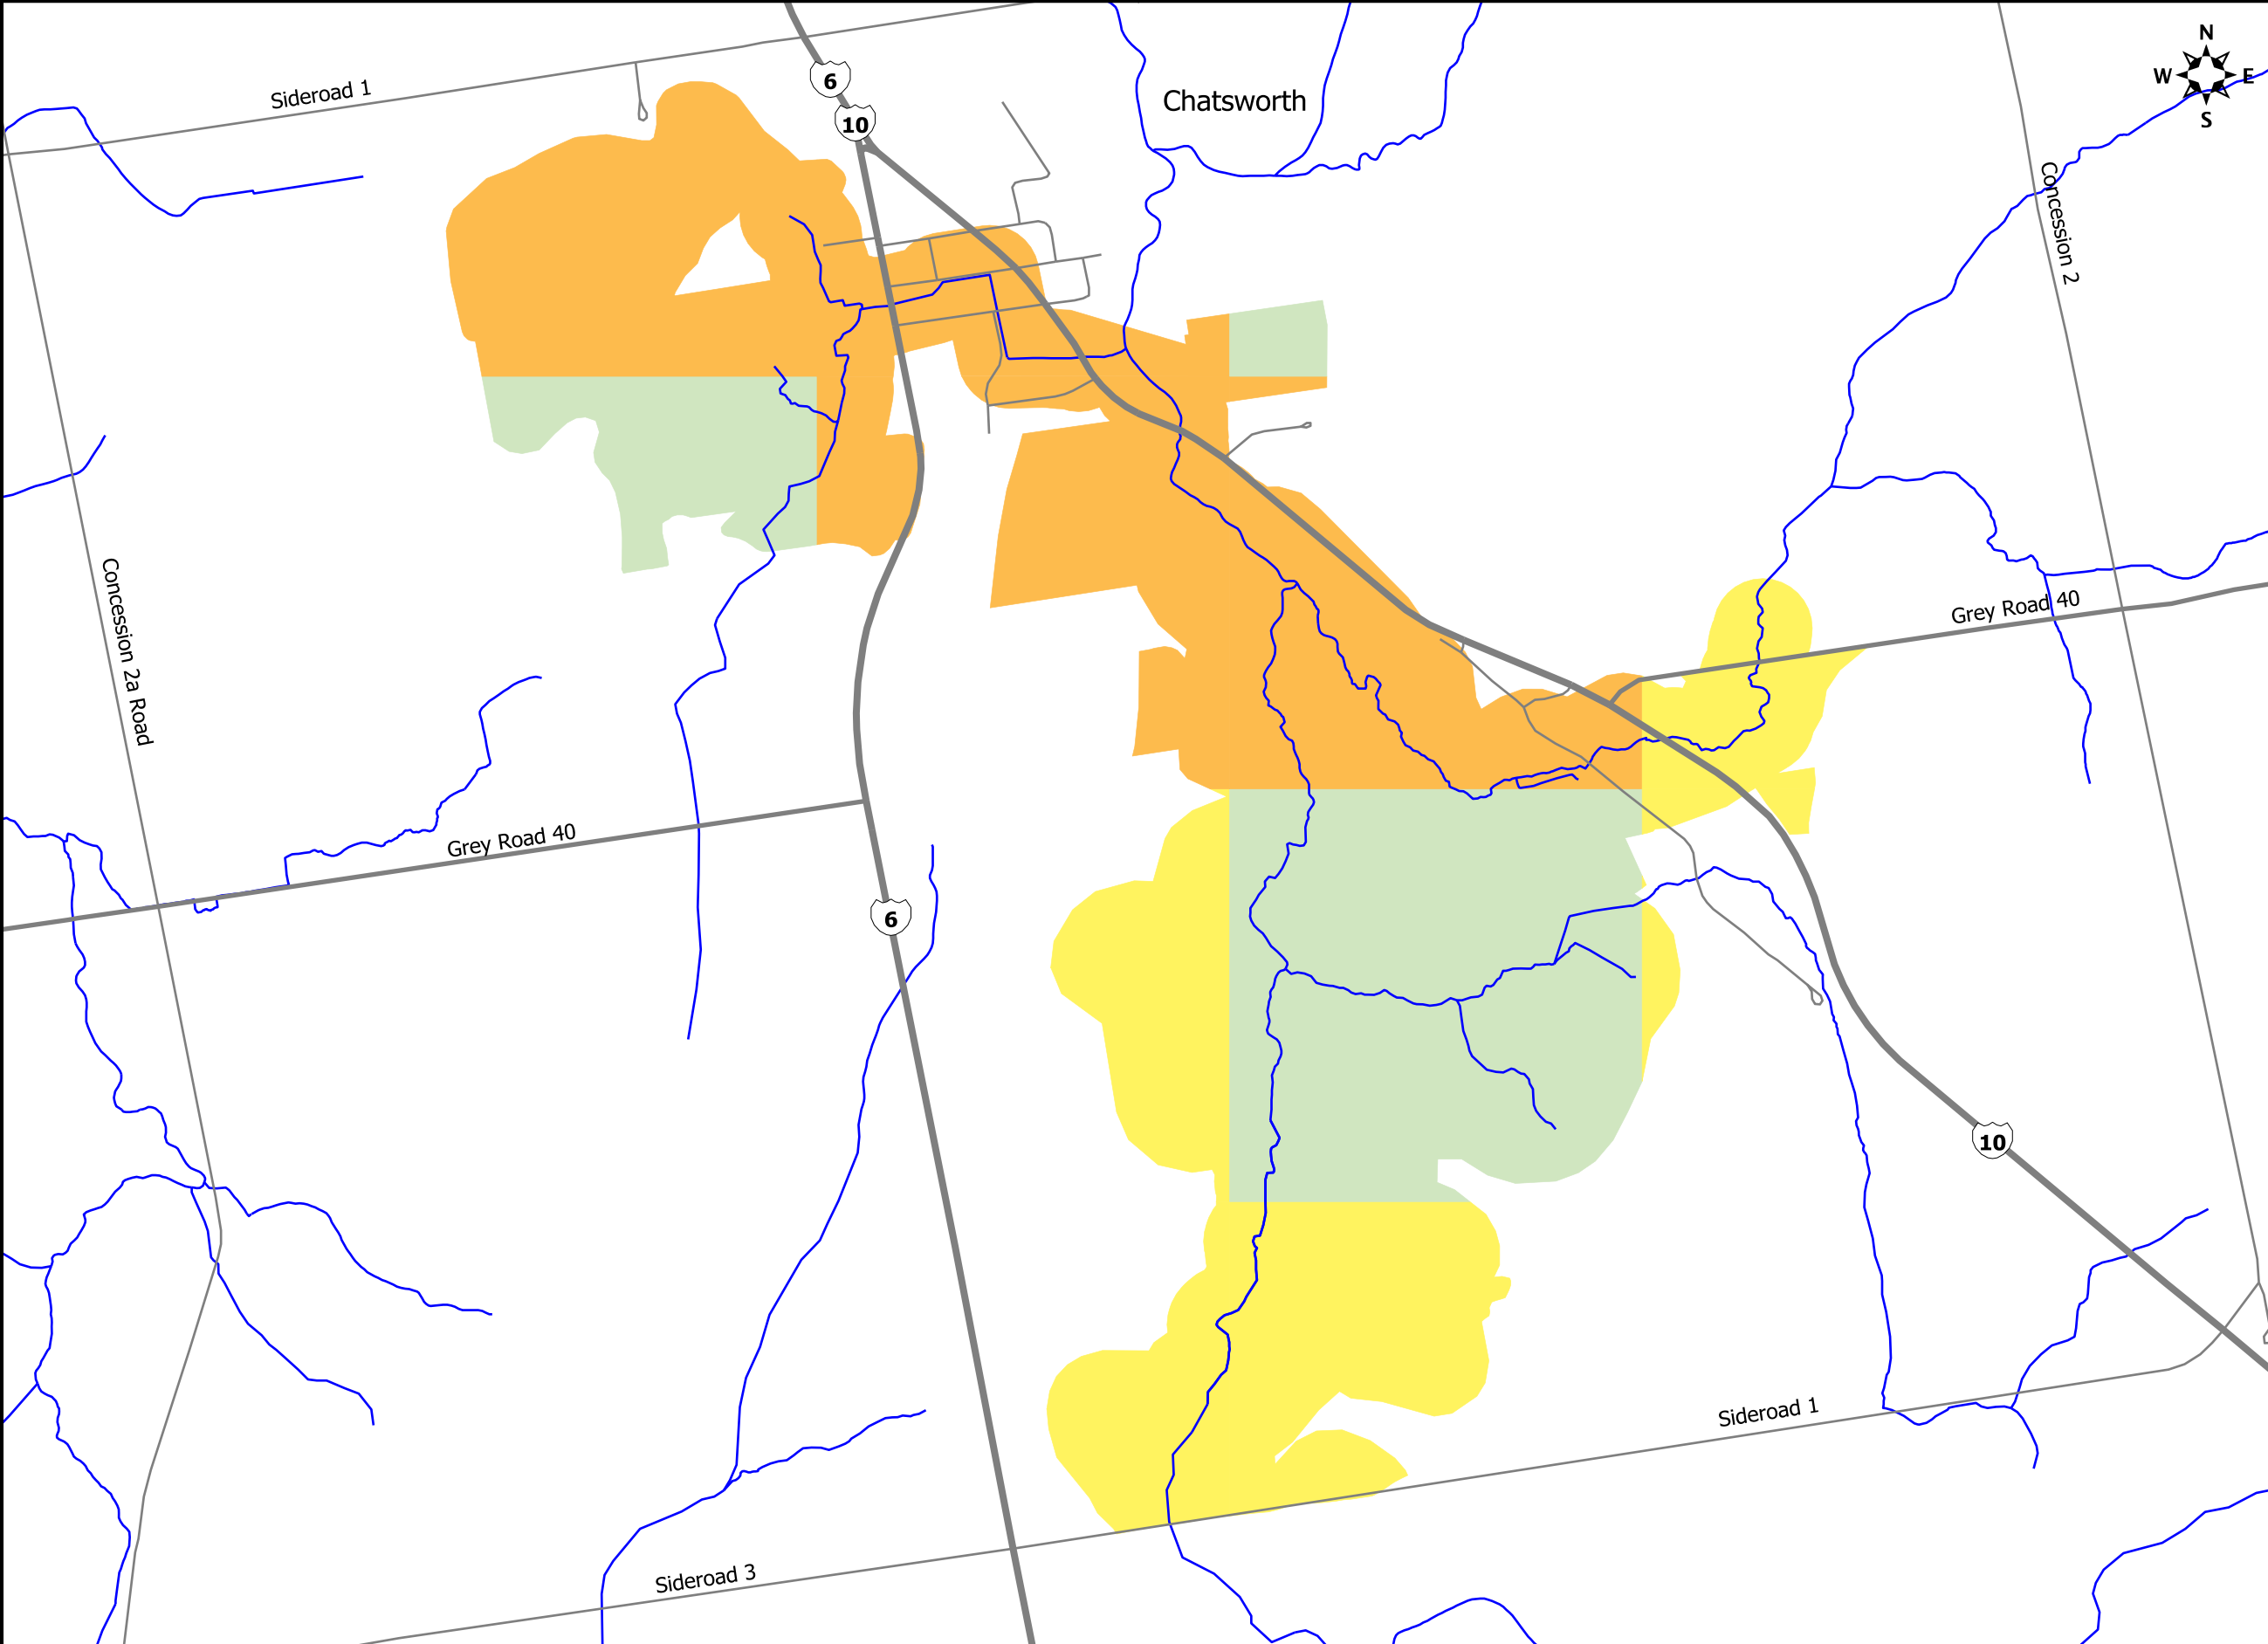 N
W E
S
6
10
Sideroad 1
Chatsworth
Concession 2
Concession 2a Road
Grey Road 40
Grey Road 40
6
10
Sideroad 1
Sideroad 3